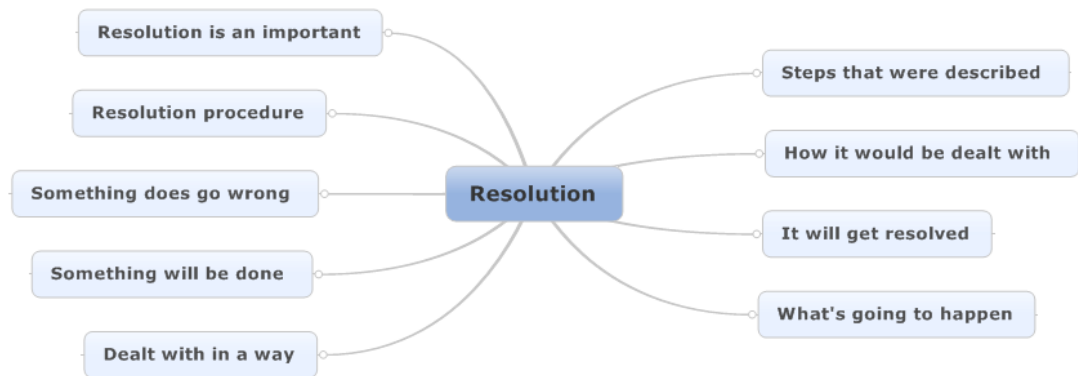 Resolution is an important
Resolution procedure
Something does go wrong
Something will be done
Dealt with in a way
Resolution
Steps that were described
How it would be dealt with
It will get resolved
What's going to happen